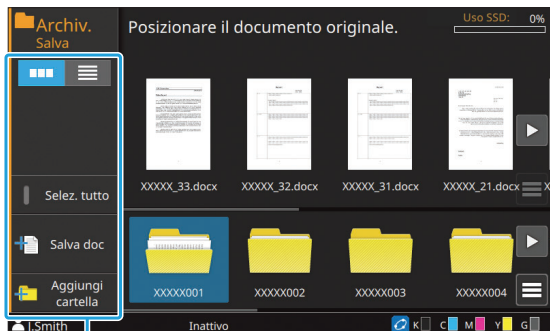 Archiv.
Salva
Posizionare il documento originale.
Uso SSD: 0%
XXXXX_33.docx
XXXXX_32.docx
XXXXX_31.docx
XXXXX_21.docx
X
Selez. tutto
Salva doc
Aggiungi
cartella
XXXXX001
XXXXX002
XXXXX003
XXXXX004
J.Smith
Inattivo
K C M Y G